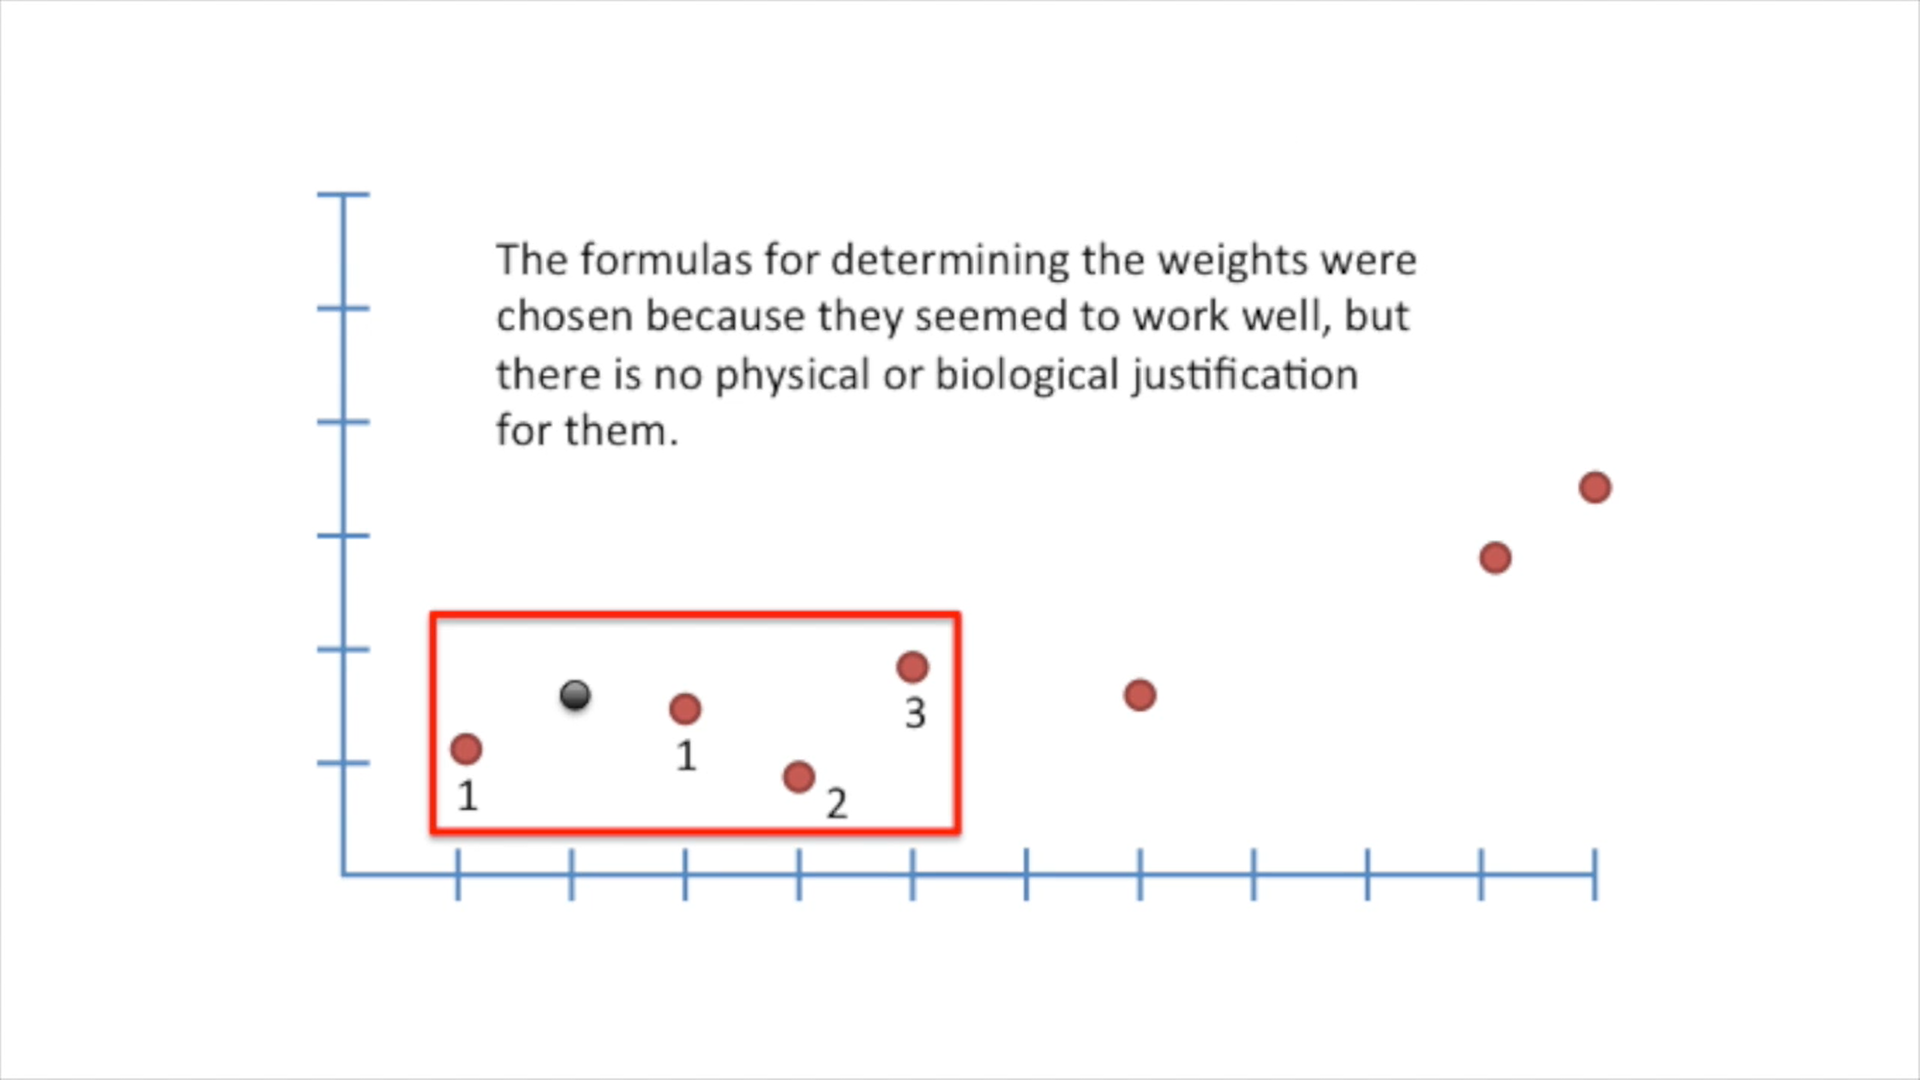 The formulas for determining the weights were
chosen because they seemed to work well, but
there is no physical or biological justification
for them.
3
1
1
2